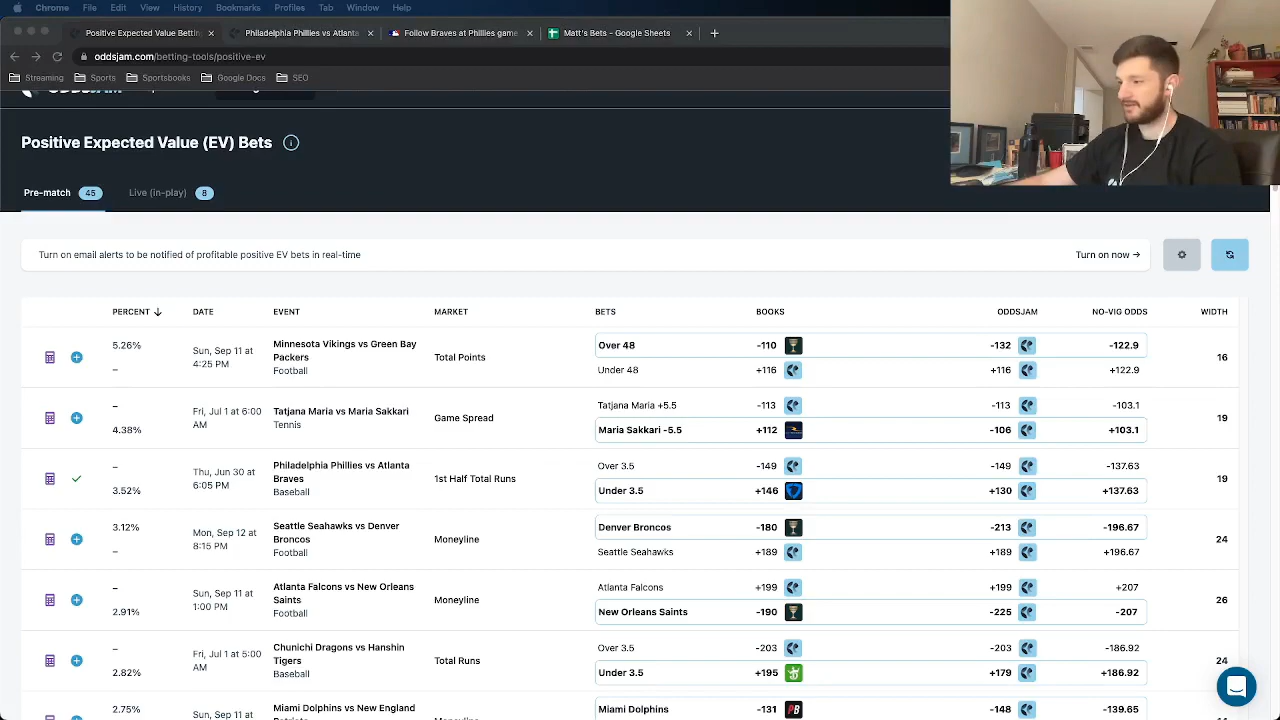 Chrome File Edit View History Bookmarks Profiles Tab Window Help
Positive Expected Value Betting × Philadelphia Phillies vs Atlanta × Follow Braves at Phillies game × Matt's Bets - Google Sheets × +
oddsjam.com/betting-tools/positive-ev
Streaming Sports Sportsbooks Google Docs SEO
Positive Expected Value (EV) Bets
Pre-match 45 Live (in-play) 8
Turn on email alerts to be notified of profitable positive EV bets in real-time Turn on now →
PERCENT ↓ DATE EVENT MARKET BETS BOOKS ODDSJAM NO-VIG ODDS WIDTH
5.26%
–
Sun, Sep 11 at
4:25 PM
Minnesota Vikings vs Green Bay
Packers
Football
Total Points
Over 48 -110 -132 -122.9
Under 48 +116 +116 +122.9
16
–
4.38%
Fri, Jul 1 at 6:00
AM
Tatjana Maria vs Maria Sakkari
Tennis
Game Spread
Tatjana Maria +5.5 -113 -113 -103.1
Maria Sakkari -5.5 +112 -106 +103.1
19
–
3.52%
Thu, Jun 30 at
6:05 PM
Philadelphia Phillies vs Atlanta
Braves
Baseball
1st Half Total Runs
Over 3.5 -149 -149 -137.63
Under 3.5 +146 +130 +137.63
19
3.12%
–
Mon, Sep 12 at
8:15 PM
Seattle Seahawks vs Denver
Broncos
Football
Moneyline
Denver Broncos -180 -213 -196.67
Seattle Seahawks +189 +189 +196.67
24
–
2.91%
Sun, Sep 11 at
1:00 PM
Atlanta Falcons vs New Orleans
Saints
Football
Moneyline
Atlanta Falcons +199 +199 +207
New Orleans Saints -190 -225 -207
26
–
2.82%
Fri, Jul 1 at 5:00
AM
Chunichi Dragons vs Hanshin
Tigers
Baseball
Total Runs
Over 3.5 -203 -203 -186.92
Under 3.5 +195 +179 +186.92
24
2.75%
Sun, Sep 11 at
Miami Dolphins vs New England
Miami Dolphins -131 PB -148 -139.65